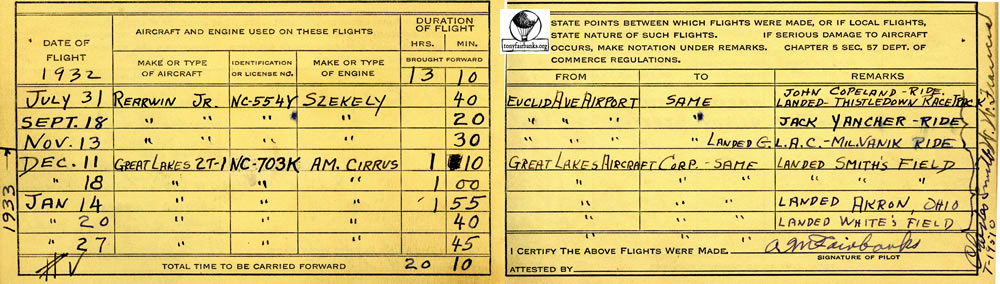 DATE OF FLIGHT 1932
AIRCRAFT AND ENGINE USED ON THESE FLIGHTS
DURATION OF FLIGHT
MAKE OR TYPE OF AIRCRAFT IDENTIFICATION OR LICENSE NO. MAKE OR TYPE OF ENGINE HRS. MIN.
BROUGHT FORWARD 13 10
JULY 31 REARWIN JR. NC-554Y SZEKELY 40
SEPT. 18 " " " " 20
NOV. 13 " " " " 30
DEC. 11 GREAT LAKES 2T-1 NC-703K AM. CIRRUS 1 10
" 18 " " " 1 00
1933
JAN 14 " " " 1 55
" 20 " " " 40
" 27 " " " 45
TOTAL TIME TO BE CARRIED FORWARD 20 10
tonyfairbanks.org
STATE POINTS BETWEEN WHICH FLIGHTS WERE MADE, OR IF LOCAL FLIGHTS,
STATE NATURE OF SUCH FLIGHTS. IF SERIOUS DAMAGE TO AIRCRAFT
OCCURS, MAKE NOTATION UNDER REMARKS. CHAPTER 5 SEC. 57 DEPT. OF
COMMERCE REGULATIONS.
FROM TO REMARKS
JOHN COPELAND - RIDE.
EUCLID AVE AIRPORT SAME LANDED - THISTLEDOWN RACE TRACK
" " " " JACK YANCHER - RIDE
" " " LANDED G.L.A.C. - MIL. VANIK RIDE
GREAT LAKES AIRCRAFT CORP. - SAME LANDED SMITH'S FIELD
" " " " " " "
" " " " LANDED AKRON, OHIO
" " " " LANDED WHITE'S FIELD
" " " "
I CERTIFY THE ABOVE FLIGHTS WERE MADE. A M Fairbanks
SIGNATURE OF PILOT
ATTESTED BY